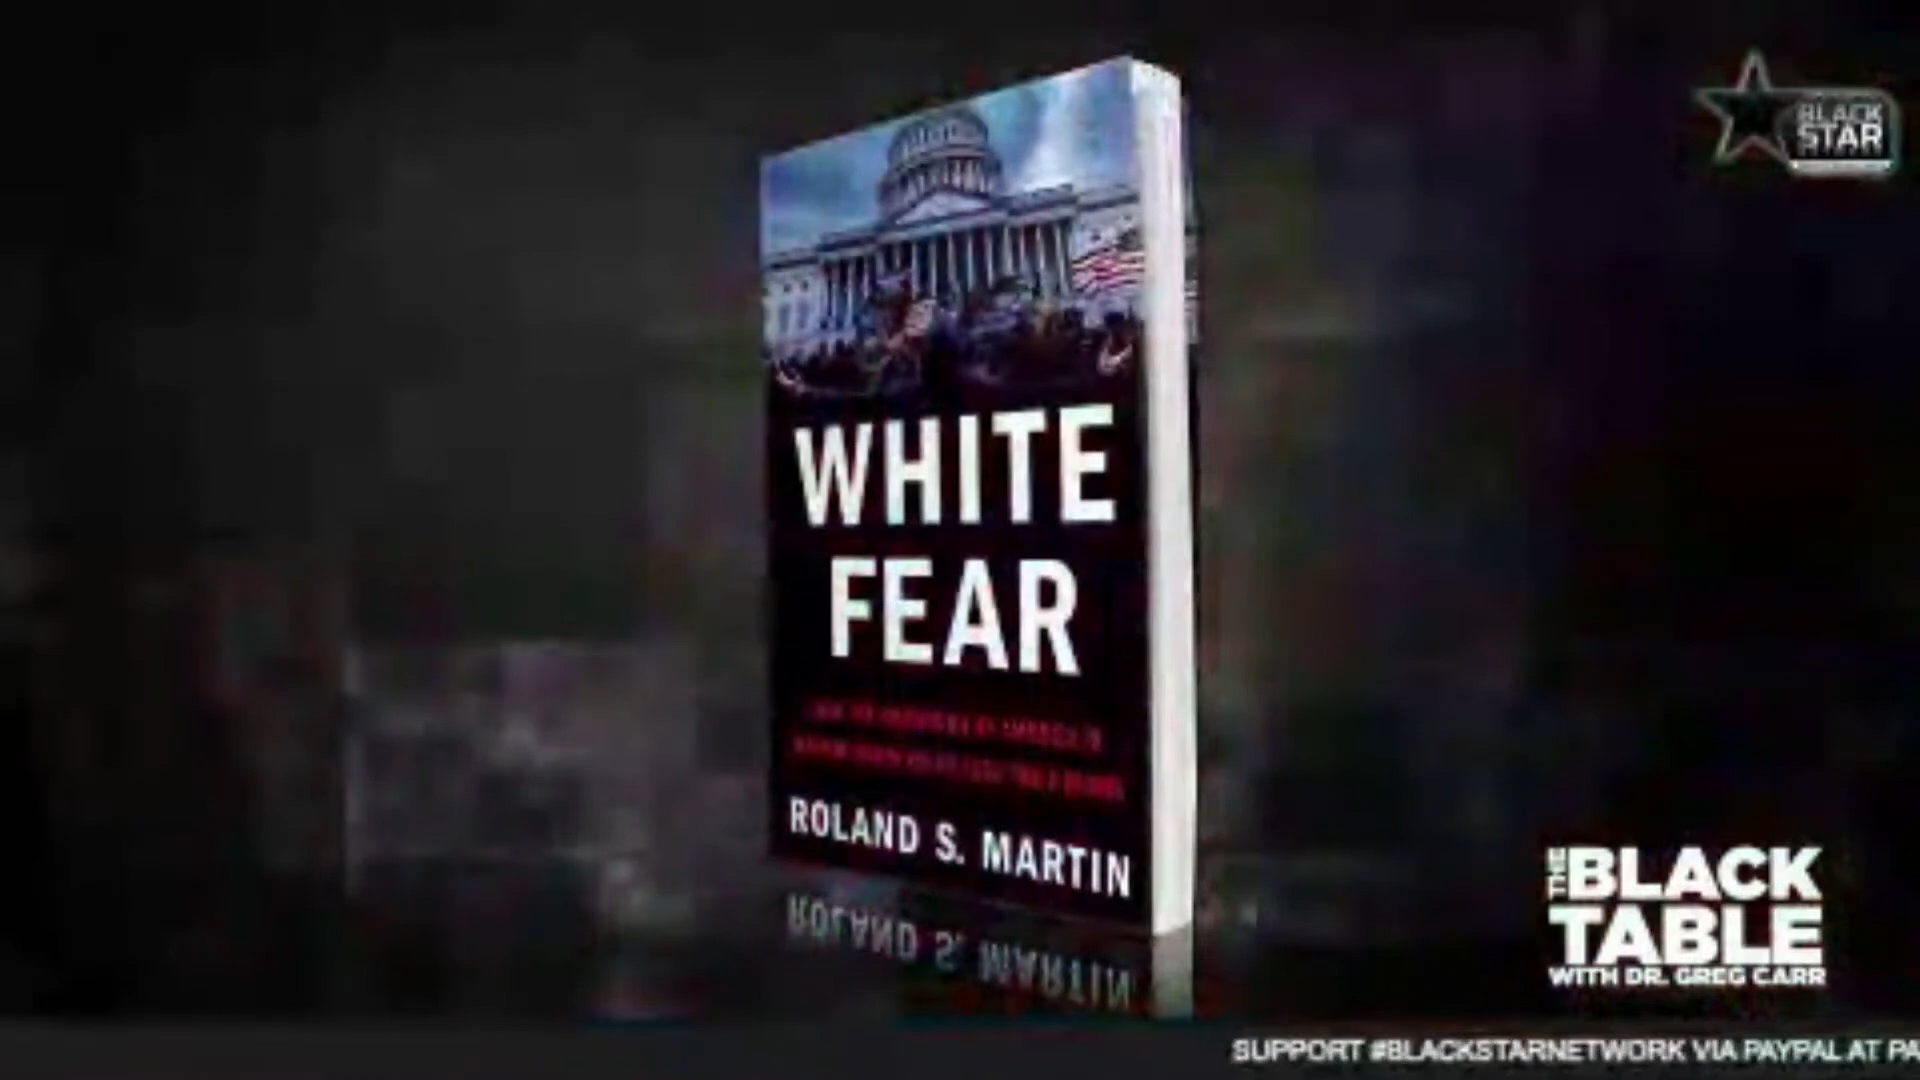 BLACK
STAR
WHITE
FEAR
ROLAND S. MARTIN
THE
BLACK
TABLE
WITH DR. GREG CARR
SUPPORT #BLACKSTARNETWORK VIA PAYPAL AT PA